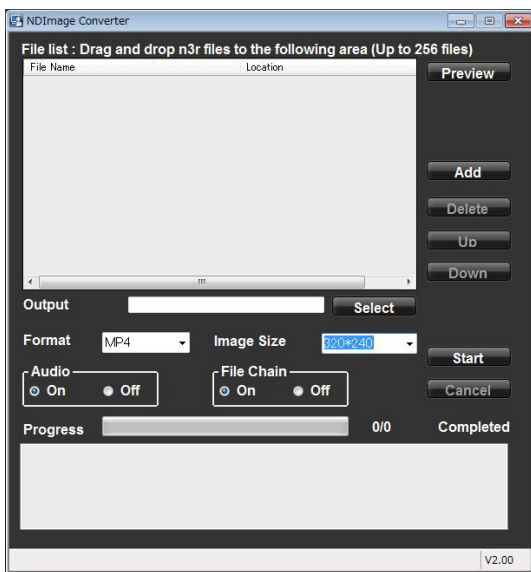 NDImage Converter
File list : Drag and drop n3r files to the following area (Up to 256 files)
File Name Location
Preview
Add
Delete
Up
Down
Output Select
Format MP4 Image Size 320*240
Start
Audio File Chain
On Off On Off
Cancel
Progress 0/0 Completed
V2.00